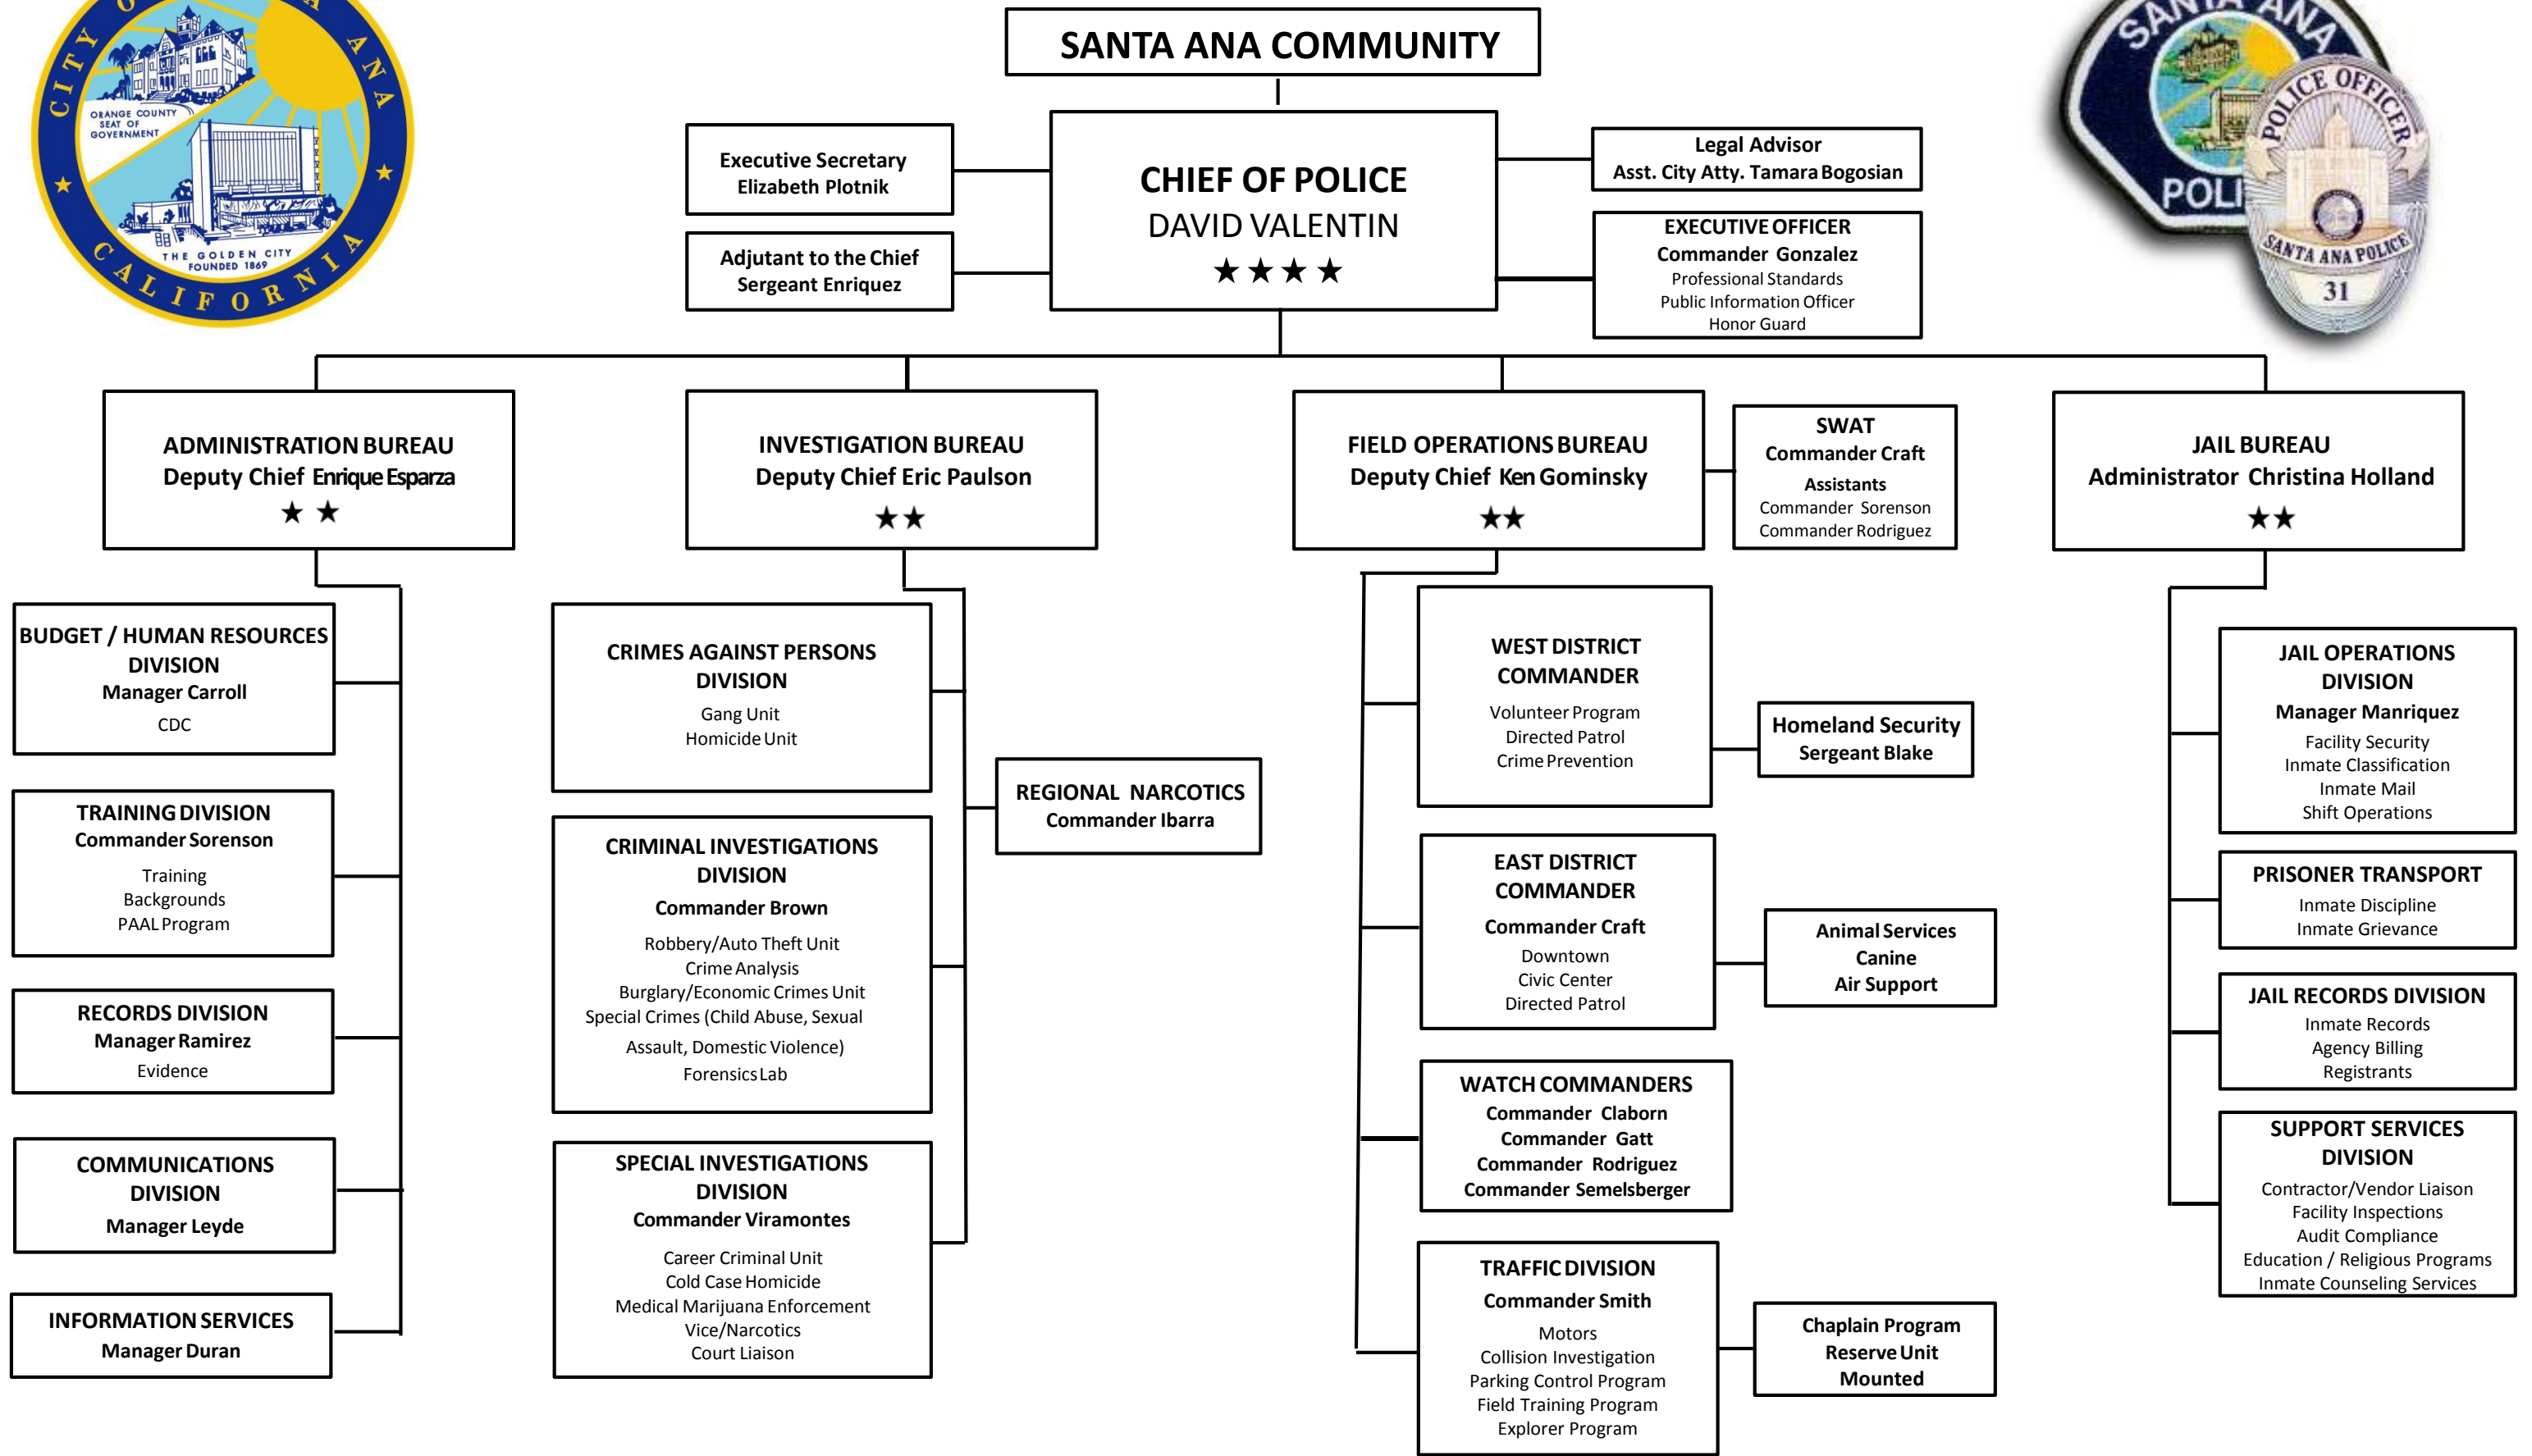 CITY O A ANA
CALIFORNIA
ORANGE COUNTY
SEAT OF
GOVERNMENT
THE GOLDEN CITY
FOUNDED 1869
SANTA ANA COMMUNITY
SANTA ANA
POLI
POLICE OFFICER
SANTA ANA POLICE
31
Executive Secretary
Elizabeth Plotnik
Adjutant to the Chief
Sergeant Enriquez
CHIEF OF POLICE
DAVID VALENTIN
Legal Advisor
Asst. City Atty. Tamara Bogosian
EXECUTIVE OFFICER
Commander Gonzalez
Professional Standards
Public Information Officer
Honor Guard
ADMINISTRATION BUREAU
Deputy Chief Enrique Esparza
INVESTIGATION BUREAU
Deputy Chief Eric Paulson
FIELD OPERATIONS BUREAU
Deputy Chief Ken Gominsky
SWAT
Commander Craft
Assistants
Commander Sorenson
Commander Rodriguez
JAIL BUREAU
Administrator Christina Holland
BUDGET / HUMAN RESOURCES
DIVISION
Manager Carroll
CDC
TRAINING DIVISION
Commander Sorenson
Training
Backgrounds
PAAL Program
RECORDS DIVISION
Manager Ramirez
Evidence
COMMUNICATIONS
DIVISION
Manager Leyde
INFORMATION SERVICES
Manager Duran
CRIMES AGAINST PERSONS
DIVISION
Gang Unit
Homicide Unit
REGIONAL NARCOTICS
Commander Ibarra
CRIMINAL INVESTIGATIONS
DIVISION
Commander Brown
Robbery/Auto Theft Unit
Crime Analysis
Burglary/Economic Crimes Unit
Special Crimes (Child Abuse, Sexual
Assault, Domestic Violence)
Forensics Lab
SPECIAL INVESTIGATIONS
DIVISION
Commander Viramontes
Career Criminal Unit
Cold Case Homicide
Medical Marijuana Enforcement
Vice/Narcotics
Court Liaison
WEST DISTRICT
COMMANDER
Volunteer Program
Directed Patrol
Crime Prevention
Homeland Security
Sergeant Blake
EAST DISTRICT
COMMANDER
Commander Craft
Downtown
Civic Center
Directed Patrol
Animal Services
Canine
Air Support
WATCH COMMANDERS
Commander Claborn
Commander Gatt
Commander Rodriguez
Commander Semelsberger
TRAFFIC DIVISION
Commander Smith
Motors
Collision Investigation
Parking Control Program
Field Training Program
Explorer Program
Chaplain Program
Reserve Unit
Mounted
JAIL OPERATIONS
DIVISION
Manager Manriquez
Facility Security
Inmate Classification
Inmate Mail
Shift Operations
PRISONER TRANSPORT
Inmate Discipline
Inmate Grievance
JAIL RECORDS DIVISION
Inmate Records
Agency Billing
Registrants
SUPPORT SERVICES
DIVISION
Contractor/Vendor Liaison
Facility Inspections
Audit Compliance
Education / Religious Programs
Inmate Counseling Services